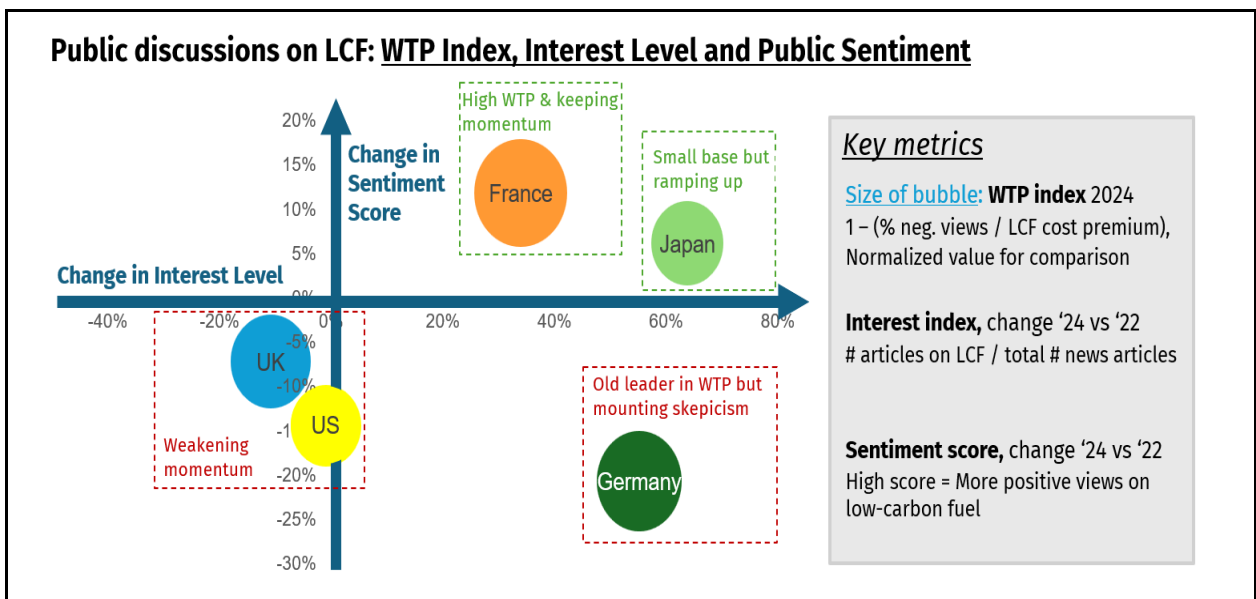 Public discussions on LCF: WTP Index, Interest Level and Public Sentiment
20%
15%
10%
5%
0%
-5%
-10%
-1
-20%
-25%
-30%
Change in
Sentiment
Score
Change in Interest Level
-40%
-20%
0%
20%
40%
60%
80%
High WTP & keeping
momentum
France
Small base but
ramping up
Japan
UK
US
Weakening
momentum
Old leader in WTP but
mounting skepicism
Germany
Key metrics
Size of bubble: WTP index 2024
1 – (% neg. views / LCF cost premium),
Normalized value for comparison
Interest index, change ‘24 vs ‘22
# articles on LCF / total # news articles
Sentiment score, change ‘24 vs ‘22
High score = More positive views on
low-carbon fuel